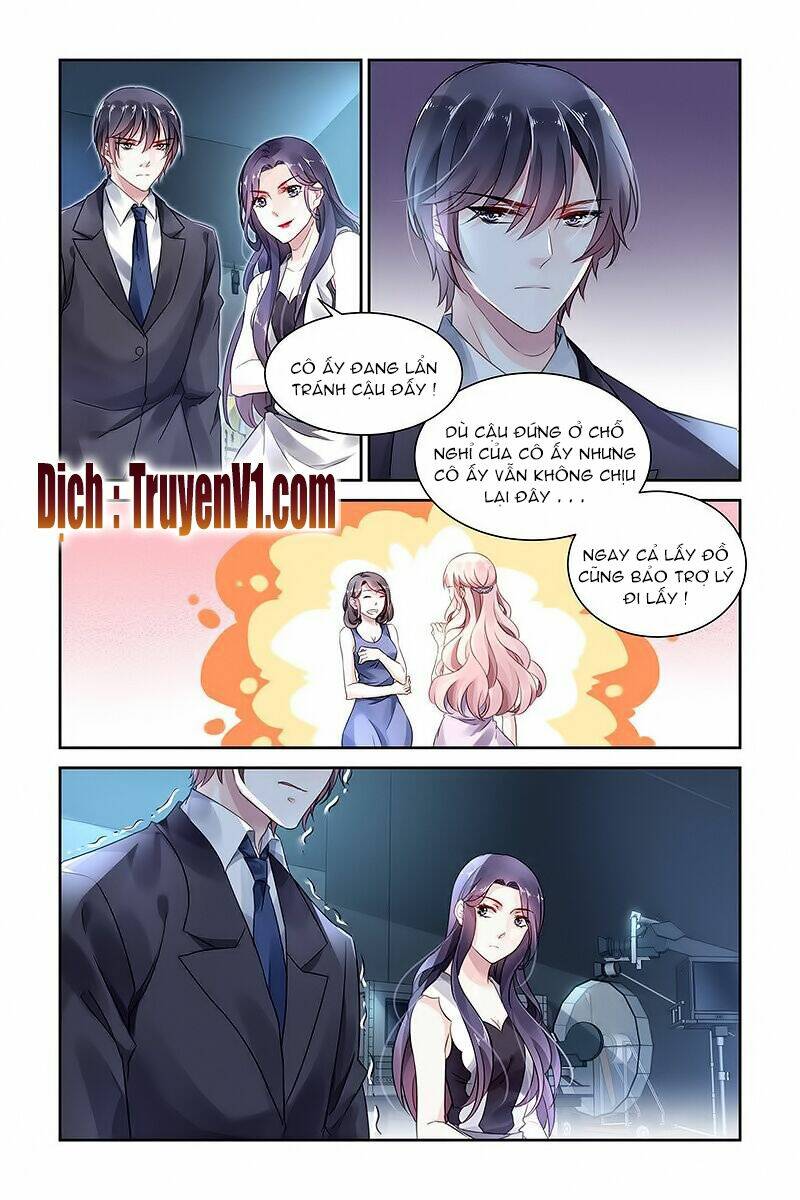 CÔ ẤY ĐANG LẨN
TRÁNH CẬU ĐẤY !
DÙ CẬU ĐỨNG Ở CHỖ
NGHỈ CỦA CÔ ẤY NHƯNG
CÔ ẤY VẪN KHÔNG CHỊU
LẠI ĐÂY . . .
Dịch : TruyenV1.com
NGAY CẢ LẤY ĐỒ
CŨNG BẢO TRỢ LÝ
ĐI LẤY !